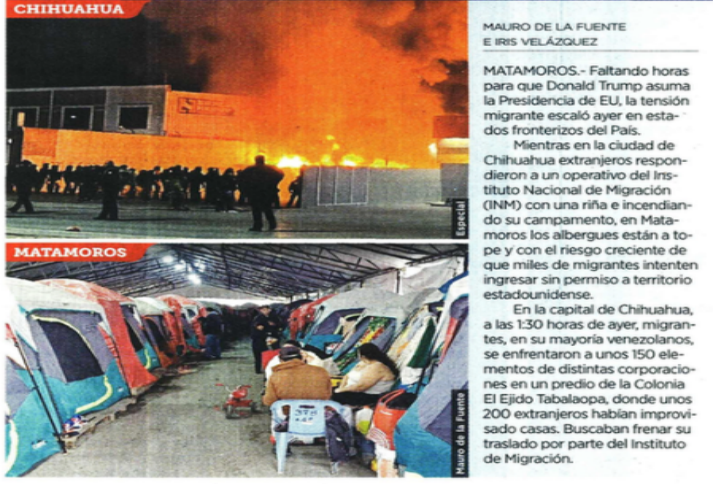 CHIHUAHUA
Especial
MATAMOROS
378
Mauro de la Fuente
MAURO DE LA FUENTE
E IRIS VELÁZQUEZ
MATAMOROS.- Faltando horas
para que Donald Trump asuma
la Presidencia de EU, la tensión
migrante escaló ayer en esta-
dos fronterizos del País.
Mientras en la ciudad de
Chihuahua extranjeros respon-
dieron a un operativo del Ins-
tituto Nacional de Migración
(INM) con una riña e incendian-
do su campamento, en Mata-
moros los albergues están a to-
pe y con el riesgo creciente de
que miles de migrantes intenten
ingresar sin permiso a territorio
estadounidense.
En la capital de Chihuahua,
a las 1:30 horas de ayer, migran-
tes, en su mayoría venezolanos,
se enfrentaron a unos 150 ele-
mentos de distintas corporacio-
nes en un predio de la Colonia
El Ejido Tabalaopa, donde unos
200 extranjeros habían improvi-
sado casas. Buscaban frenar su
traslado por parte del Instituto
de Migración.